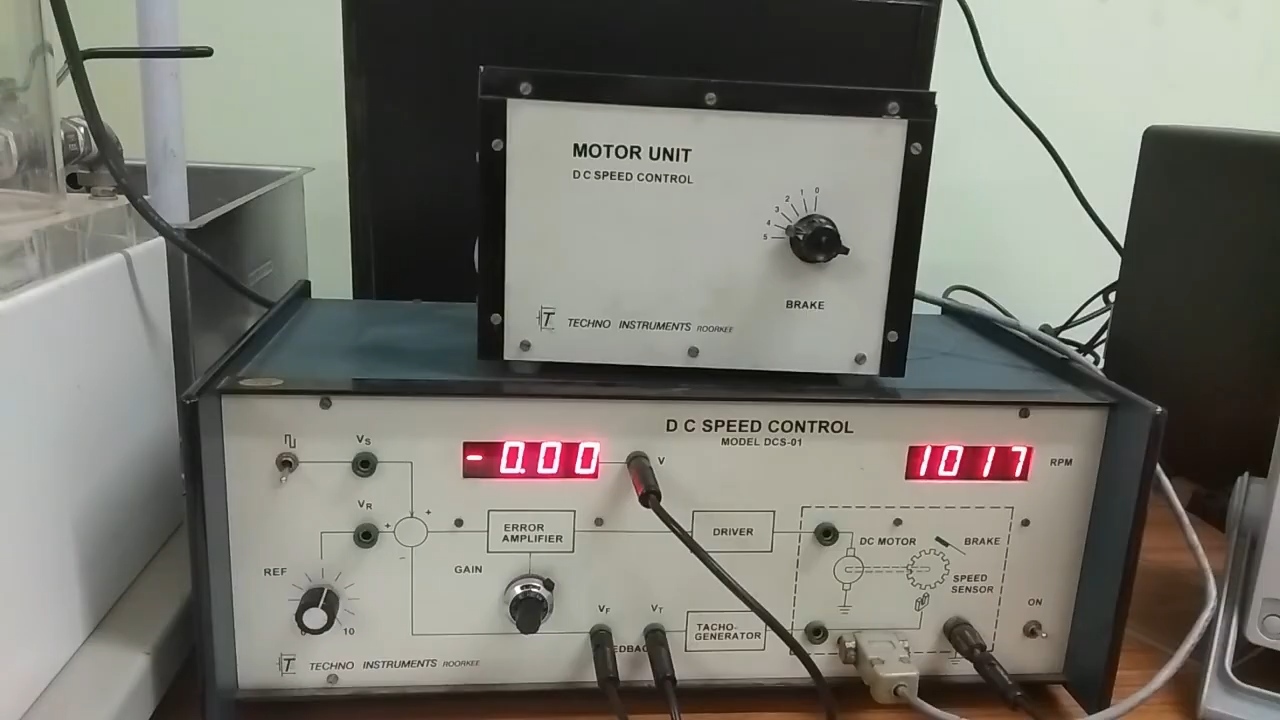 MOTOR UNIT
D C SPEED CONTROL
0
1
2
3
4
5
BRAKE
T TECHNO INSTRUMENTS ROORKEE
D C SPEED CONTROL
MODEL DCS-01
VS
-0.00
V
1017
RPM
VR
+
+
-
ERROR
AMPLIFIER
DRIVER
DC MOTOR
BRAKE
REF
GAIN
SPEED
SENSOR
10
VF
VT
TACHO-
GENERATOR
ON
T TECHNO INSTRUMENTS ROORKEE